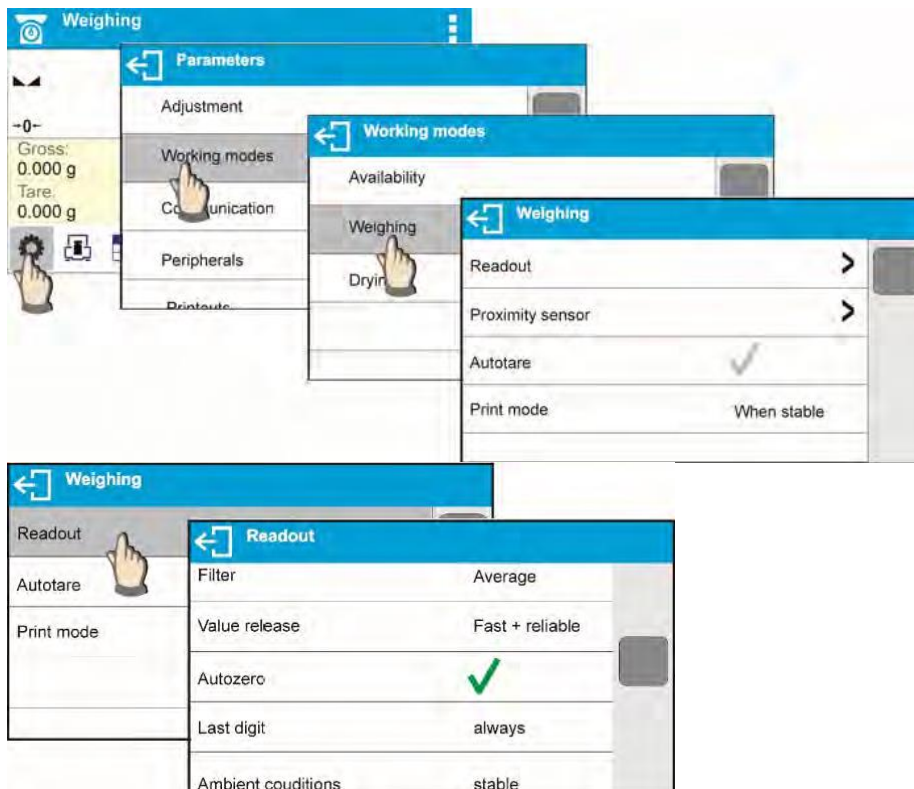 Weighing
-0-
Gross:
0.000 g
Tare.
0.000 g
Parameters
Adjustment
Working modes
Peripherals
Printouts
Working modes
Availability
Weighing
Weighing
Readout >
Proximity sensor >
Autotare
Print mode When stable
Weighing
Readout
Autotare
Print mode
Readout
Filter Average
Value release Fast + reliable
Autozero
Last digit always
Ambient couditions stable